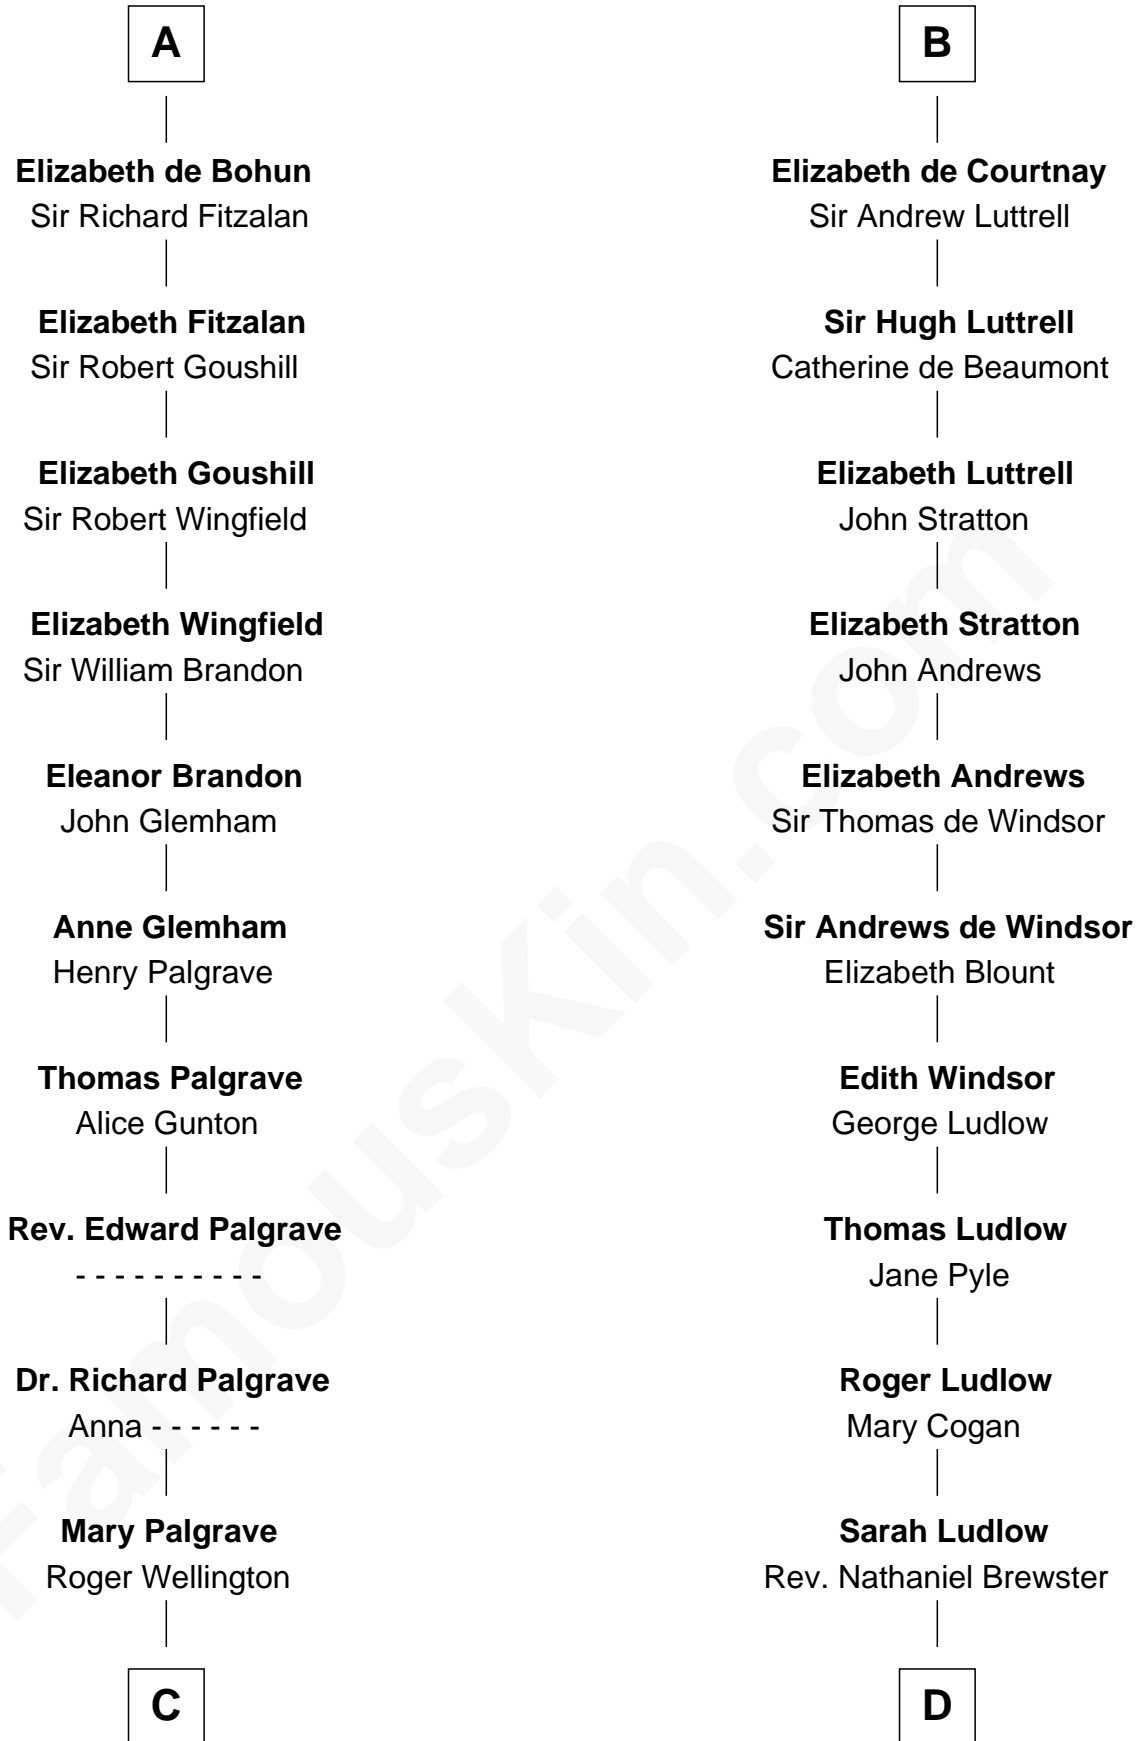 A
Elizabeth de Bohun
Sir Richard Fitzalan
Elizabeth Fitzalan
Sir Robert Goushill
Elizabeth Goushill
Sir Robert Wingfield
Elizabeth Wingfield
Sir William Brandon
Eleanor Brandon
John Glemham
Anne Glemham
Henry Palgrave
Thomas Palgrave
Alice Gunton
Rev. Edward Palgrave
- - - - - - - - - -
Dr. Richard Palgrave
Anna - - - - - -
Mary Palgrave
Roger Wellington
C
B
Elizabeth de Courtnay
Sir Andrew Luttrell
Sir Hugh Luttrell
Catherine de Beaumont
Elizabeth Luttrell
John Stratton
Elizabeth Stratton
John Andrews
Elizabeth Andrews
Sir Thomas de Windsor
Sir Andrews de Windsor
Elizabeth Blount
Edith Windsor
George Ludlow
Thomas Ludlow
Jane Pyle
Roger Ludlow
Mary Cogan
Sarah Ludlow
Rev. Nathaniel Brewster
D
FamousKin.com